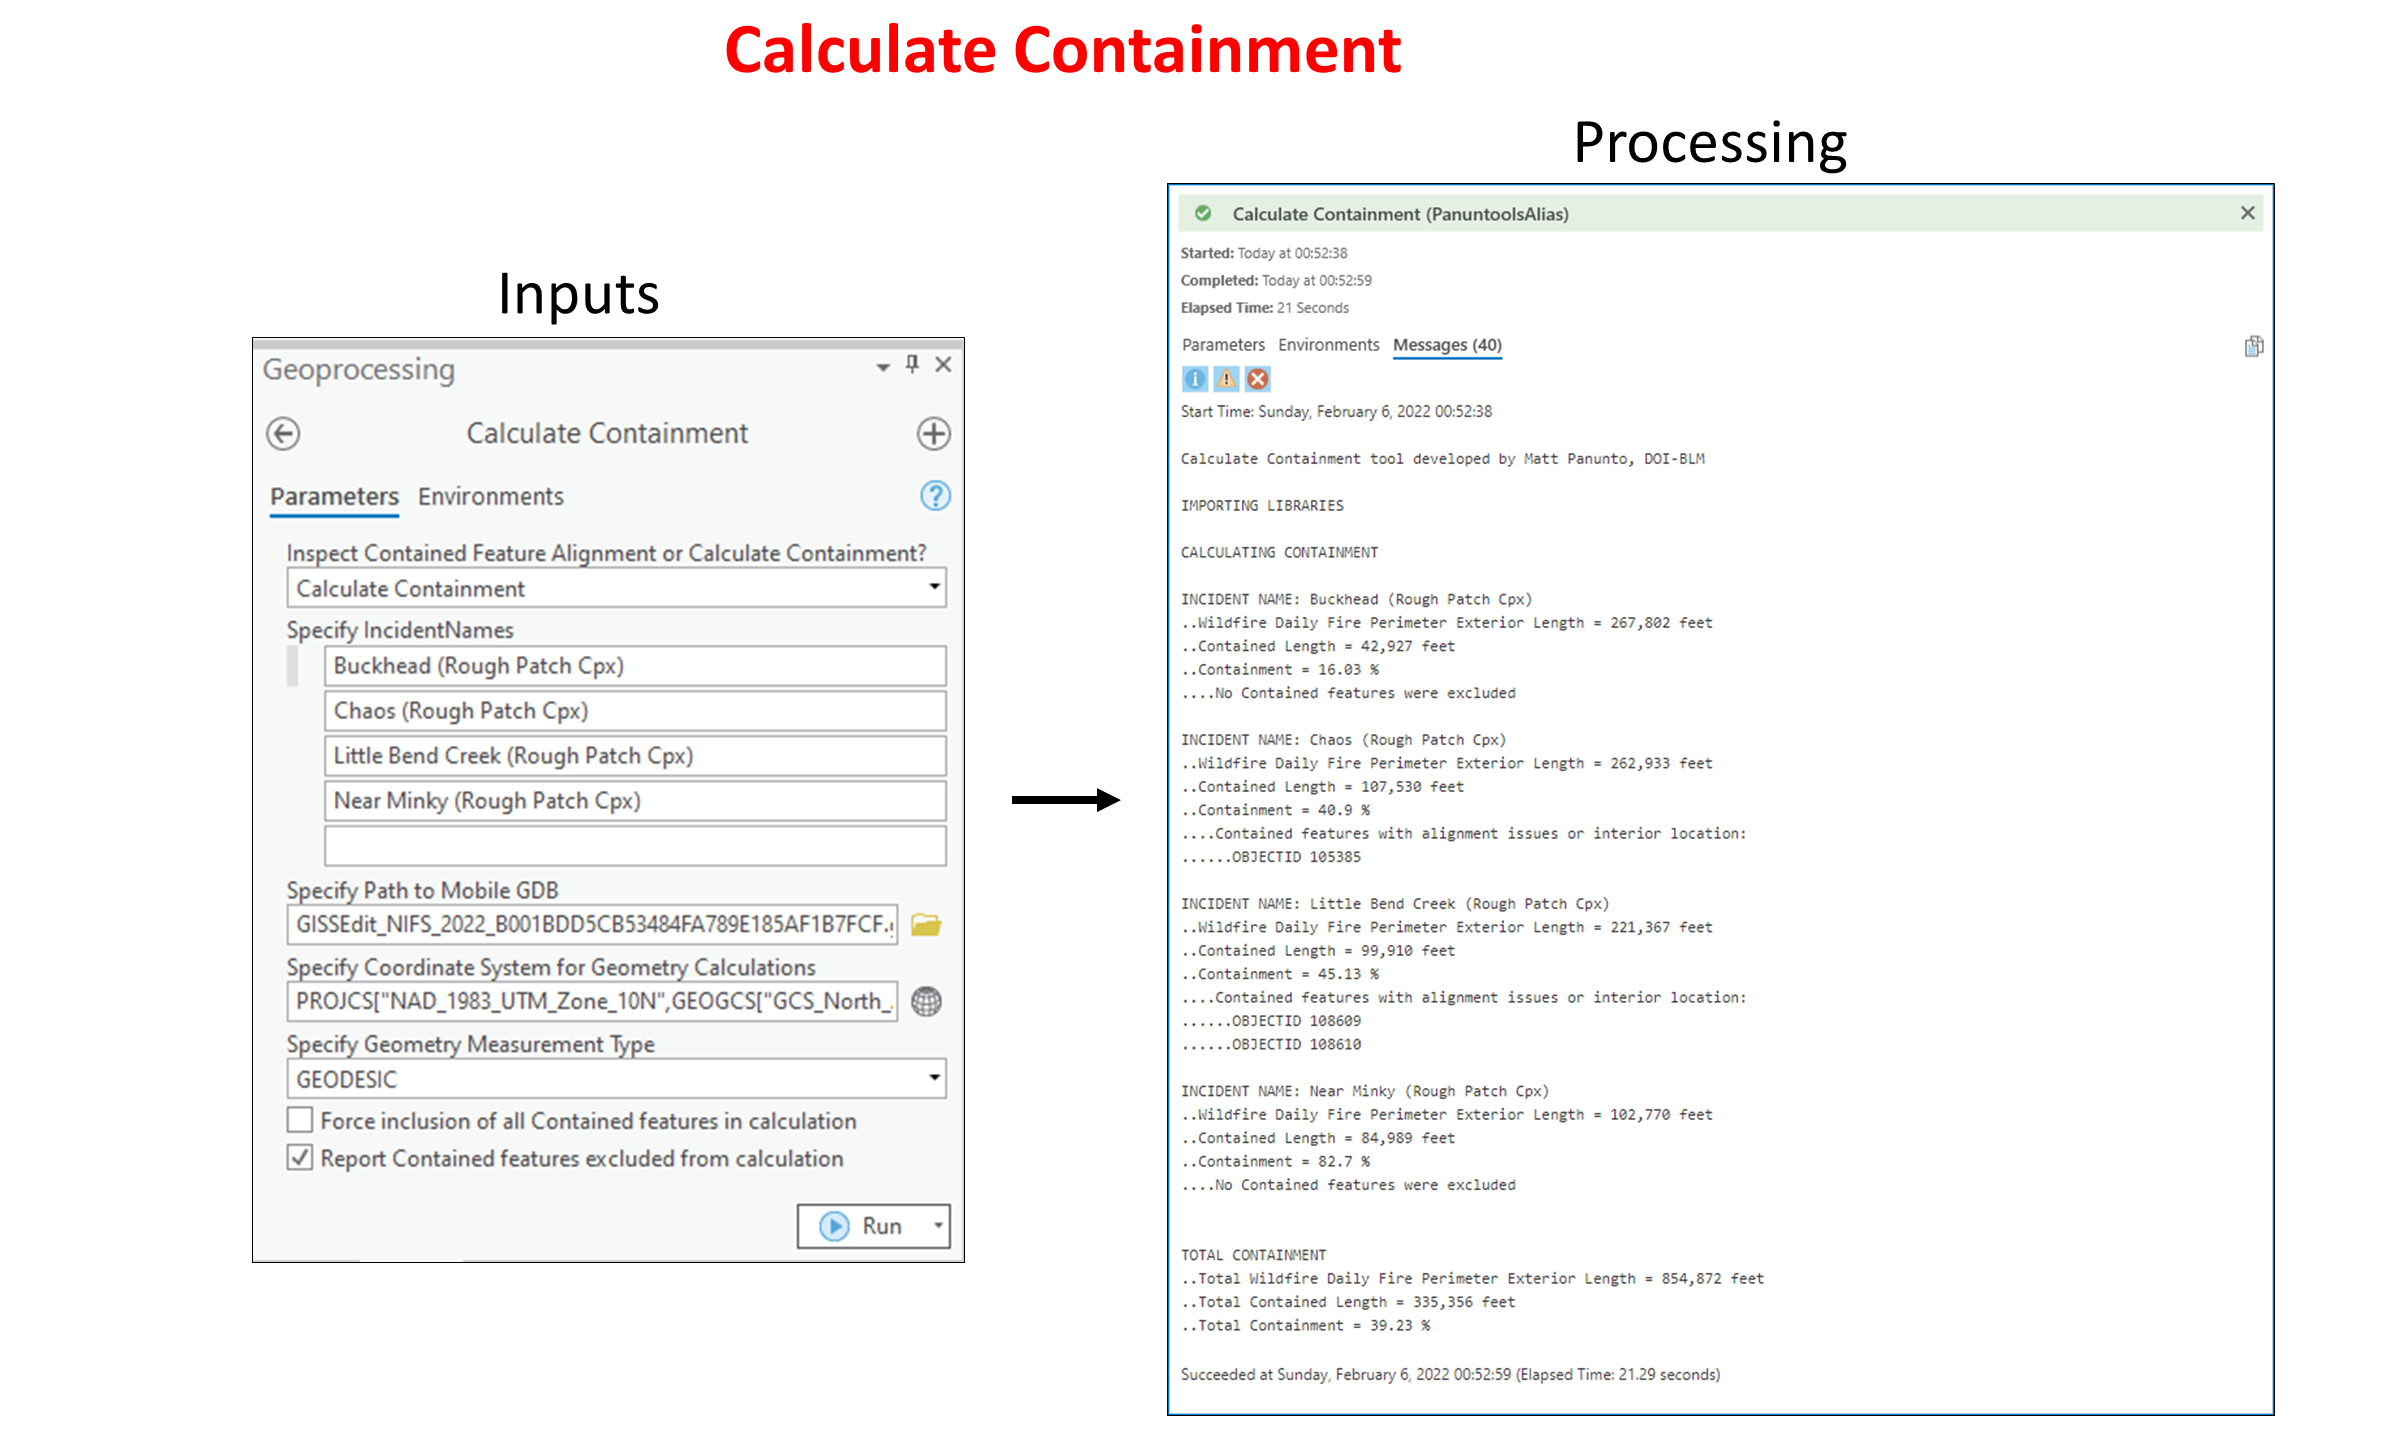 Calculate Containment
Inputs
Geoprocessing
Calculate Containment
Parameters Environments
Inspect Contained Feature Alignment or Calculate Containment?
Calculate Containment
Specify IncidentNames
Buckhead (Rough Patch Cpx)
Chaos (Rough Patch Cpx)
Little Bend Creek (Rough Patch Cpx)
Near Minky (Rough Patch Cpx)
Specify Path to Mobile GDB
GISSEdit_NIFS_2022_B001BDD5CB53484FA789E185AF1B7FCF.g
Specify Coordinate System for Geometry Calculations
PROJCS["NAD_1983_UTM_Zone_10N",GEOGCS["GCS_North_
Specify Geometry Measurement Type
GEODESIC
Force inclusion of all Contained features in calculation
Report Contained features excluded from calculation
Run
Processing
Calculate Containment (PanuntoolsAlias)
Started: Today at 00:52:38
Completed: Today at 00:52:59
Elapsed Time: 21 Seconds
Parameters Environments Messages (40)
Start Time: Sunday, February 6, 2022 00:52:38
Calculate Containment tool developed by Matt Panunto, DOI-BLM
IMPORTING LIBRARIES
CALCULATING CONTAINMENT
INCIDENT NAME: Buckhead (Rough Patch Cpx)
..Wildfire Daily Fire Perimeter Exterior Length = 267,802 feet
..Contained Length = 42,927 feet
..Containment = 16.03 %
....No Contained features were excluded
INCIDENT NAME: Chaos (Rough Patch Cpx)
..Wildfire Daily Fire Perimeter Exterior Length = 262,933 feet
..Contained Length = 107,530 feet
..Containment = 40.9 %
....Contained features with alignment issues or interior location:
......OBJECTID 105385
INCIDENT NAME: Little Bend Creek (Rough Patch Cpx)
..Wildfire Daily Fire Perimeter Exterior Length = 221,367 feet
..Contained Length = 99,910 feet
..Containment = 45.13 %
....Contained features with alignment issues or interior location:
......OBJECTID 108609
......OBJECTID 108610
INCIDENT NAME: Near Minky (Rough Patch Cpx)
..Wildfire Daily Fire Perimeter Exterior Length = 102,770 feet
..Contained Length = 84,989 feet
..Containment = 82.7 %
....No Contained features were excluded
TOTAL CONTAINMENT
..Total Wildfire Daily Fire Perimeter Exterior Length = 854,872 feet
..Total Contained Length = 335,356 feet
..Total Containment = 39.23 %
Succeeded at Sunday, February 6, 2022 00:52:59 (Elapsed Time: 21.29 seconds)